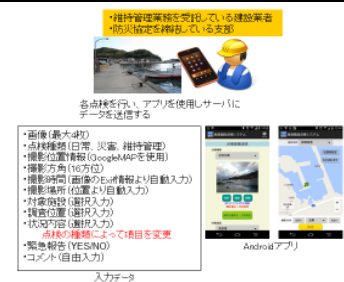 ・維持管理業務を受託している建設業者
・防災協定を締結している支部
各点検を行い、アプリを使用しサーバに
データを送信する
・画像(最大4枚)
・点検種類(日常、災害、維持管理)
・撮影位置情報(GoogleMAPを使用)
・撮影方角(16方位)
・撮影時間(画像のExif情報より自動入力)
・撮影場所(位置より自動入力)
・対象施設(選択入力)
・調査位置(選択入力)
・状況内容(選択入力)
点検の種類によって項目を変更
・緊急報告(YES/NO)
・コメント(自由入力)
Androidアプリ
入力データ